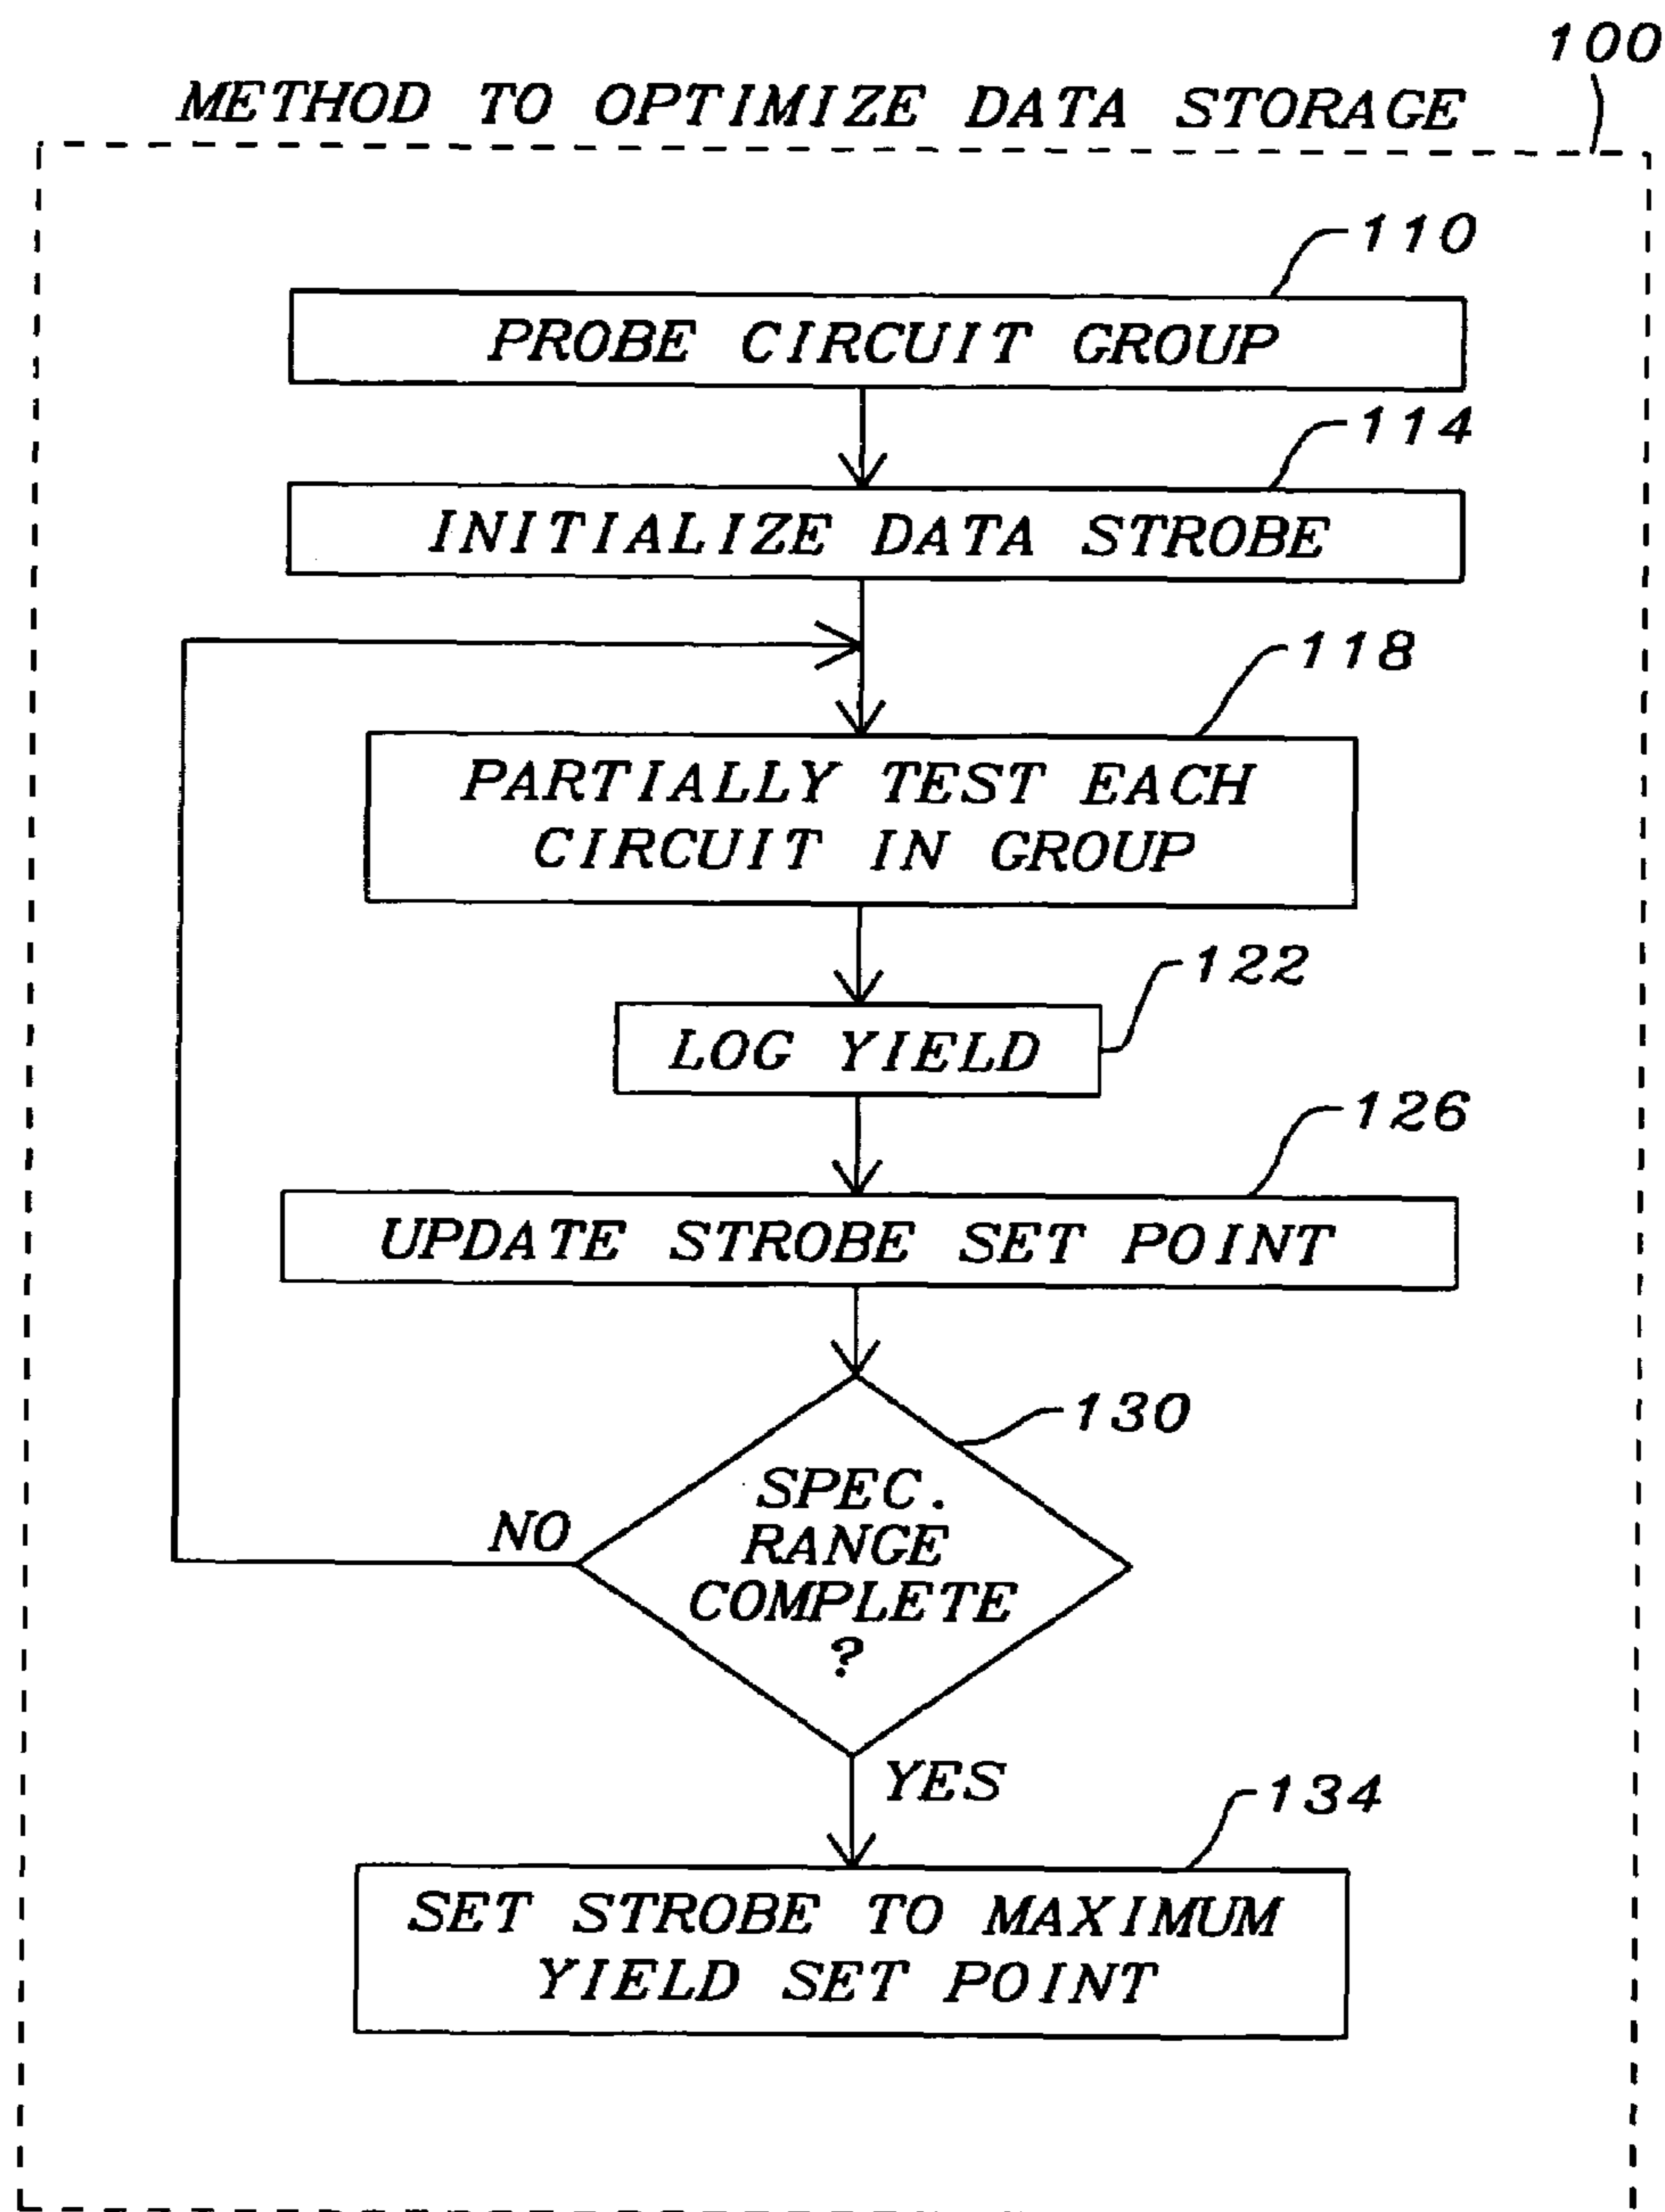 100
METHOD TO OPTIMIZE DATA STORAGE
110
PROBE CIRCUIT GROUP
114
INITIALIZE DATA STROBE
118
PARTIALLY TEST EACH
CIRCUIT IN GROUP
122
LOG YIELD
126
UPDATE STROBE SET POINT
130
SPEC.
RANGE
COMPLETE
?
NO
YES
134
SET STROBE TO MAXIMUM
YIELD SET POINT